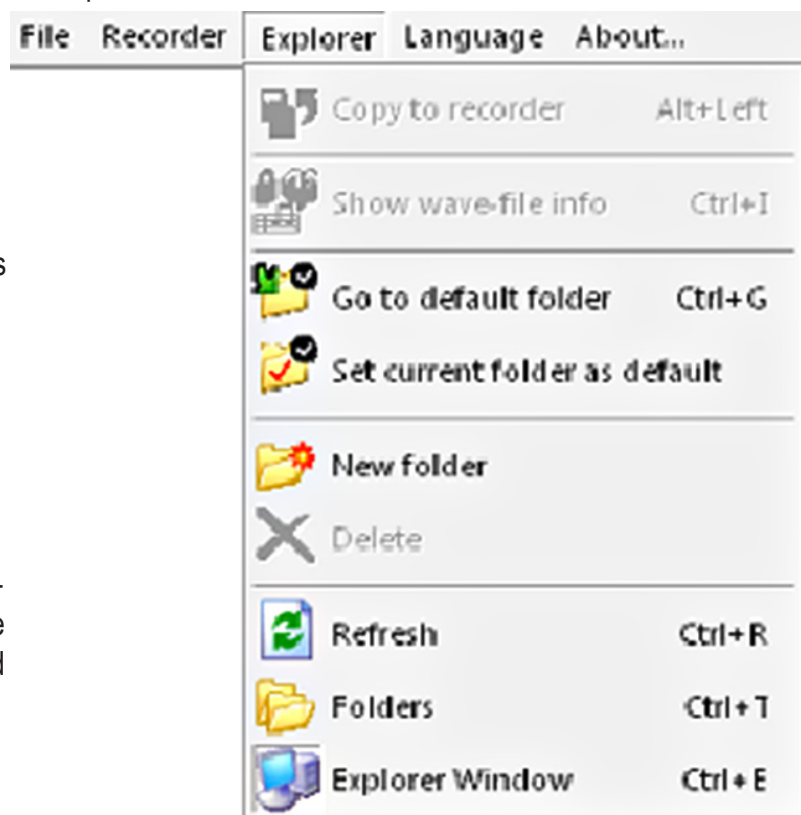 File Recorder Explorer Language About...
Copy to recorder Alt+Left
Show wave-file info Ctrl+I
s
Go to default folder Ctrl+G
Set current folder as default
New folder
Delete
e
Refresh Ctrl+R
d
Folders Ctrl+T
Explorer Window Ctrl+E